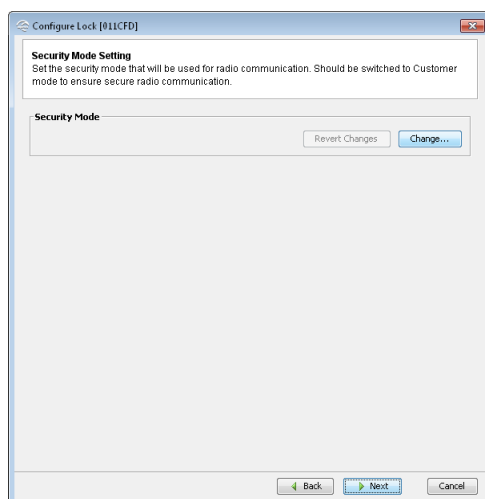 Configure Lock [011CFD]
Security Mode Setting
Set the security mode that will be used for radio communication. Should be switched to Customer
mode to ensure secure radio communication.
Security Mode
Revert Changes Change...
Back Next Cancel